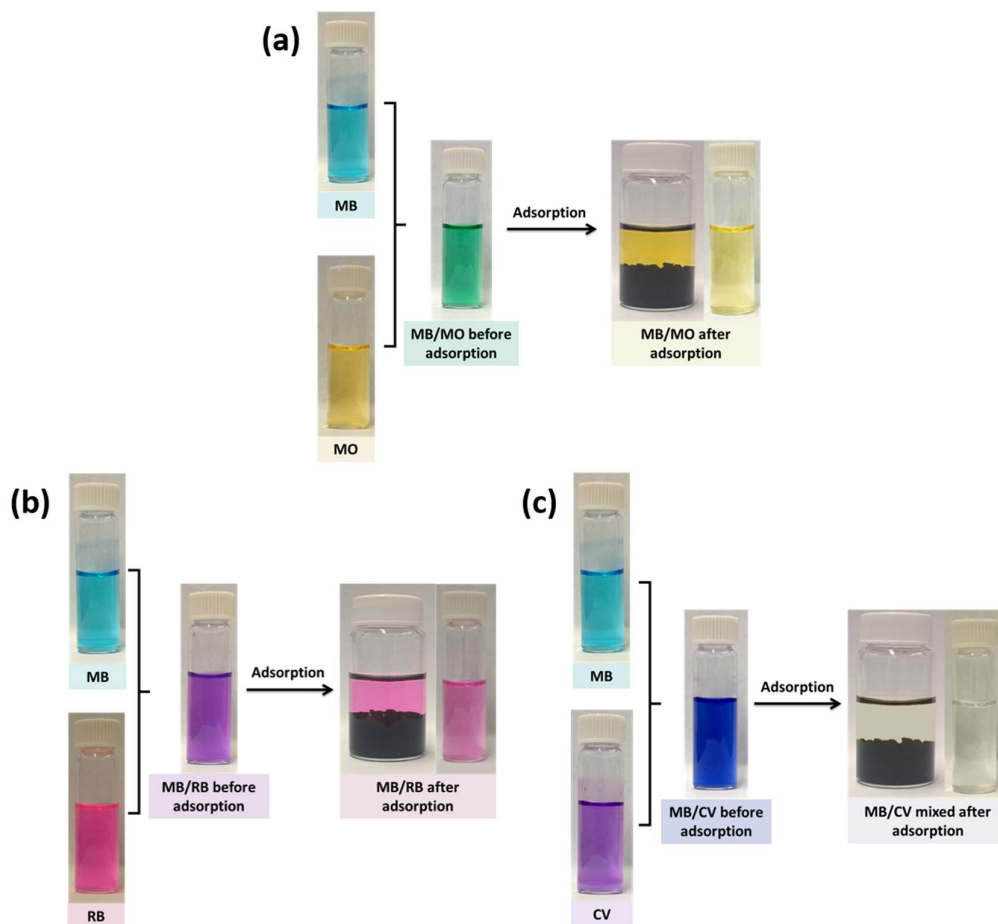 (a)
MB
MO
MB/MO before
adsorption
Adsorption
MB/MO after
adsorption
(b)
MB
RB
MB/RB before
adsorption
Adsorption
MB/RB after
adsorption
(c)
MB
CV
MB/CV before
adsorption
Adsorption
MB/CV mixed after
adsorption